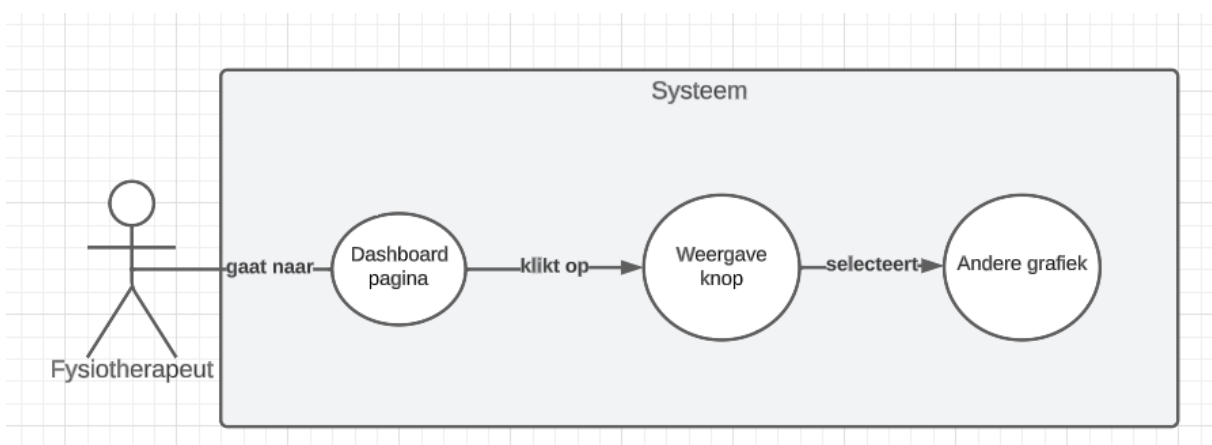 Systeem
gaat naar
Dashboard
pagina
klikt op
Weergave
knop
selecteert
Andere grafiek
Fysiotherapeut